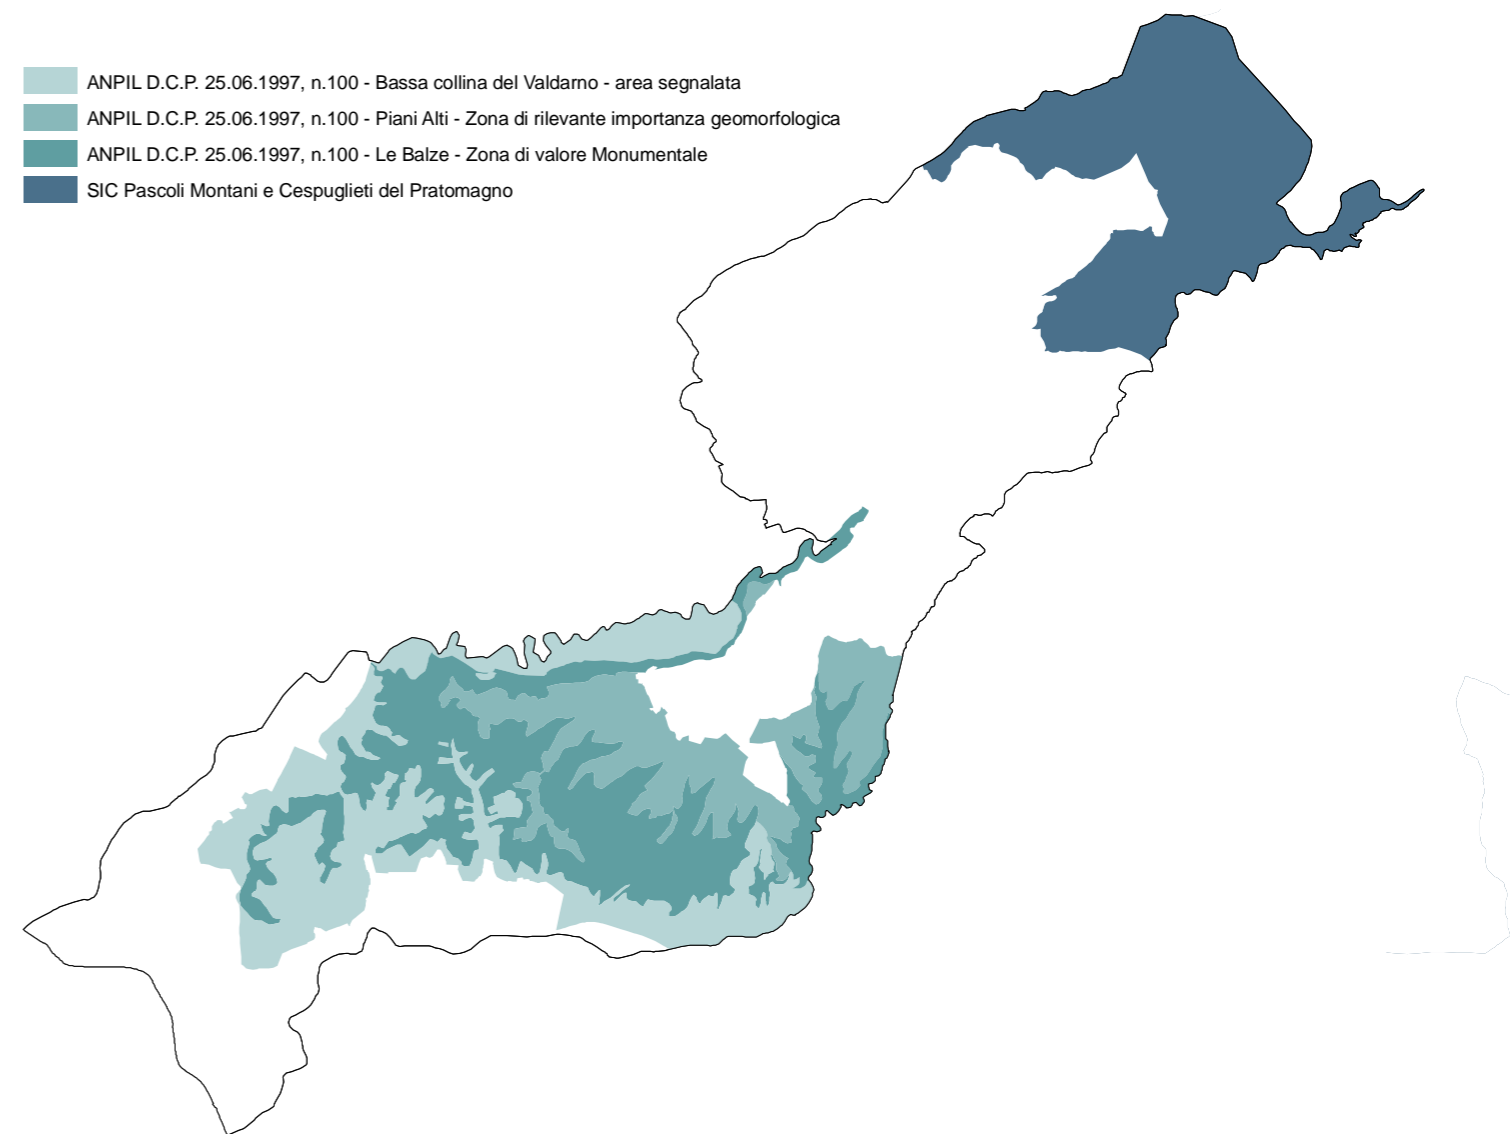 ANPIL D.C.P. 25.06.1997, n.100 - Bassa collina del Valdarno - area segnalata
ANPIL D.C.P. 25.06.1997, n.100 - Piani Alti - Zona di rilevante importanza geomorfologica
ANPIL D.C.P. 25.06.1997, n.100 - Le Balze - Zona di valore Monumentale
SIC Pascoli Montani e Cespuglieti del Pratomagno